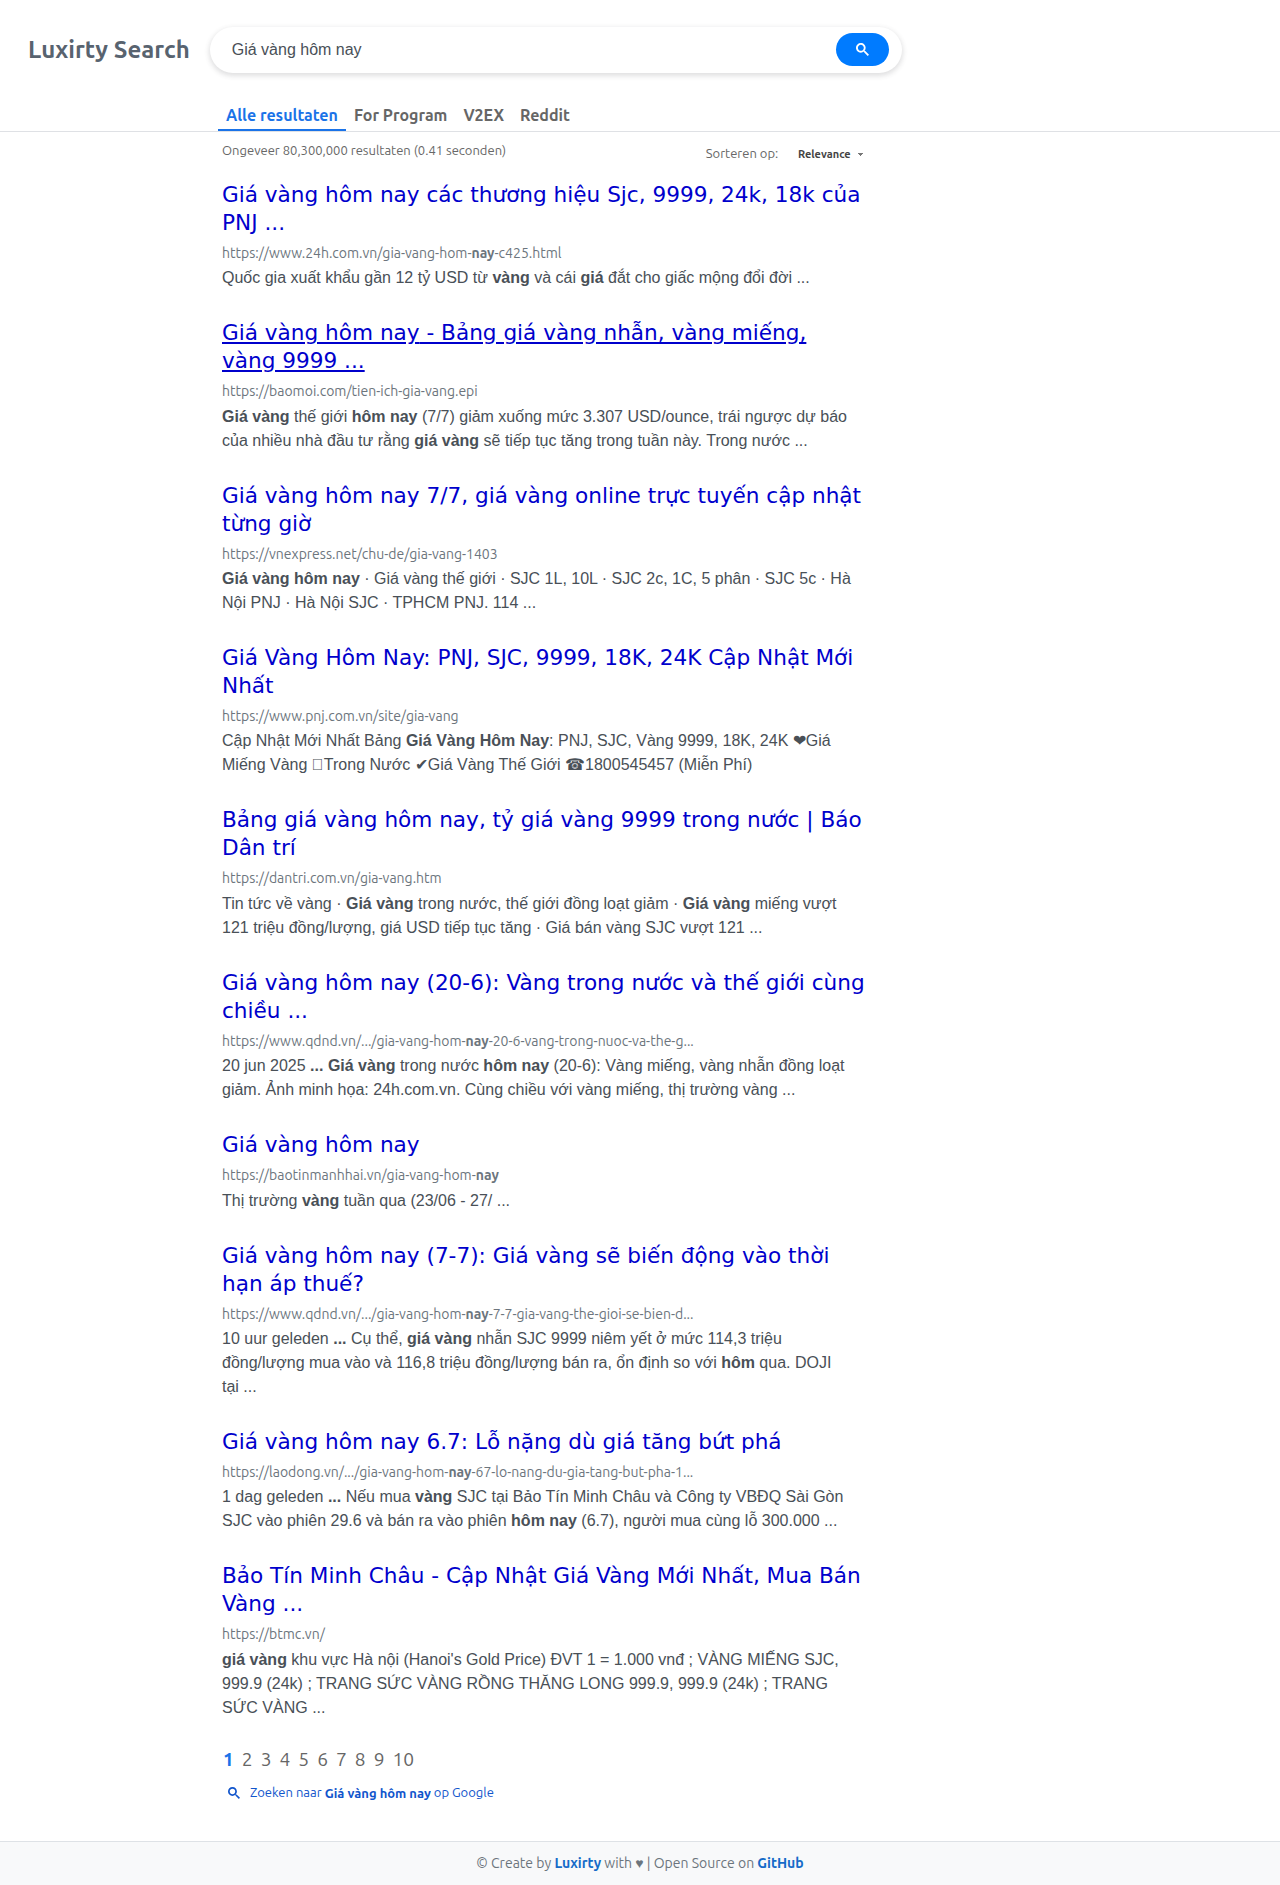 Luxirty Search
Giá vàng hôm nay
Alle resultaten For Program V2EX Reddit
Ongeveer 80,300,000 resultaten (0.41 seconden)
Sorteren op: Relevance
Giá vàng hôm nay các thương hiệu Sjc, 9999, 24k, 18k của
PNJ ...
https://www.24h.com.vn/gia-vang-hom-nay-c425.html
Quốc gia xuất khẩu gần 12 tỷ USD từ vàng và cái giá đắt cho giấc mộng đổi đời ...
Giá vàng hôm nay - Bảng giá vàng nhẫn, vàng miếng,
vàng 9999 ...
https://baomoi.com/tien-ich-gia-vang.epi
Giá vàng thế giới hôm nay (7/7) giảm xuống mức 3.307 USD/ounce, trái ngược dự báo
của nhiều nhà đầu tư rằng giá vàng sẽ tiếp tục tăng trong tuần này. Trong nước ...
Giá vàng hôm nay 7/7, giá vàng online trực tuyến cập nhật
từng giờ
https://vnexpress.net/chu-de/gia-vang-1403
Giá vàng hôm nay · Giá vàng thế giới · SJC 1L, 10L · SJC 2c, 1C, 5 phân · SJC 5c · Hà
Nội PNJ · Hà Nội SJC · TPHCM PNJ. 114 ...
Giá Vàng Hôm Nay: PNJ, SJC, 9999, 18K, 24K Cập Nhật Mới
Nhất
https://www.pnj.com.vn/site/gia-vang
Cập Nhật Mới Nhất Bảng Giá Vàng Hôm Nay: PNJ, SJC, Vàng 9999, 18K, 24K ❤Giá
Miếng Vàng Trong Nước ✔Giá Vàng Thế Giới ☎1800545457 (Miễn Phí)
Bảng giá vàng hôm nay, tỷ giá vàng 9999 trong nước | Báo
Dân trí
https://dantri.com.vn/gia-vang.htm
Tin tức về vàng · Giá vàng trong nước, thế giới đồng loạt giảm · Giá vàng miếng vượt
121 triệu đồng/lượng, giá USD tiếp tục tăng · Giá bán vàng SJC vượt 121 ...
Giá vàng hôm nay (20-6): Vàng trong nước và thế giới cùng
chiều ...
https://www.qdnd.vn/.../gia-vang-hom-nay-20-6-vang-trong-nuoc-va-the-g...
20 jun 2025 ... Giá vàng trong nước hôm nay (20-6): Vàng miếng, vàng nhẫn đồng loạt
giảm. Ảnh minh họa: 24h.com.vn. Cùng chiều với vàng miếng, thị trường vàng ...
Giá vàng hôm nay
https://baotinmanhhai.vn/gia-vang-hom-nay
Thị trường vàng tuần qua (23/06 - 27/ ...
Giá vàng hôm nay (7-7): Giá vàng sẽ biến động vào thời
hạn áp thuế?
https://www.qdnd.vn/.../gia-vang-hom-nay-7-7-gia-vang-the-gioi-se-bien-d...
10 uur geleden ... Cụ thể, giá vàng nhẫn SJC 9999 niêm yết ở mức 114,3 triệu
đồng/lượng mua vào và 116,8 triệu đồng/lượng bán ra, ổn định so với hôm qua. DOJI
tại ...
Giá vàng hôm nay 6.7: Lỗ nặng dù giá tăng bứt phá
https://laodong.vn/.../gia-vang-hom-nay-67-lo-nang-du-gia-tang-but-pha-1...
1 dag geleden ... Nếu mua vàng SJC tại Bảo Tín Minh Châu và Công ty VBĐQ Sài Gòn
SJC vào phiên 29.6 và bán ra vào phiên hôm nay (6.7), người mua cùng lỗ 300.000 ...
Bảo Tín Minh Châu - Cập Nhật Giá Vàng Mới Nhất, Mua Bán
Vàng ...
https://btmc.vn/
giá vàng khu vực Hà nội (Hanoi's Gold Price) ĐVT 1 = 1.000 vnđ ; VÀNG MIẾNG SJC,
999.9 (24k) ; TRANG SỨC VÀNG RỒNG THĂNG LONG 999.9, 999.9 (24k) ; TRANG
SỨC VÀNG ...
1 2 3 4 5 6 7 8 9 10
Zoeken naar Giá vàng hôm nay op Google
© Create by Luxirty with ♥ | Open Source on GitHub